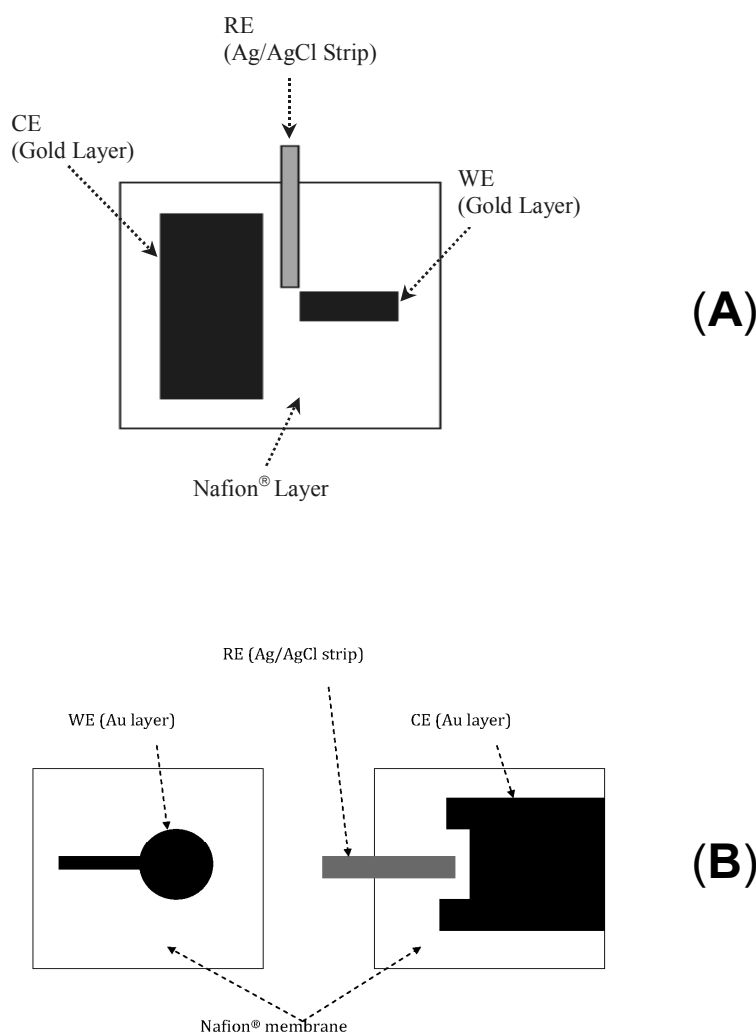 RE
(Ag/AgCl Strip)
CE
(Gold Layer)
WE
(Gold Layer)
(A)
Nafion® Layer
RE (Ag/AgCl strip)
WE (Au layer)
CE (Au layer)
(B)
Nafion® membrane